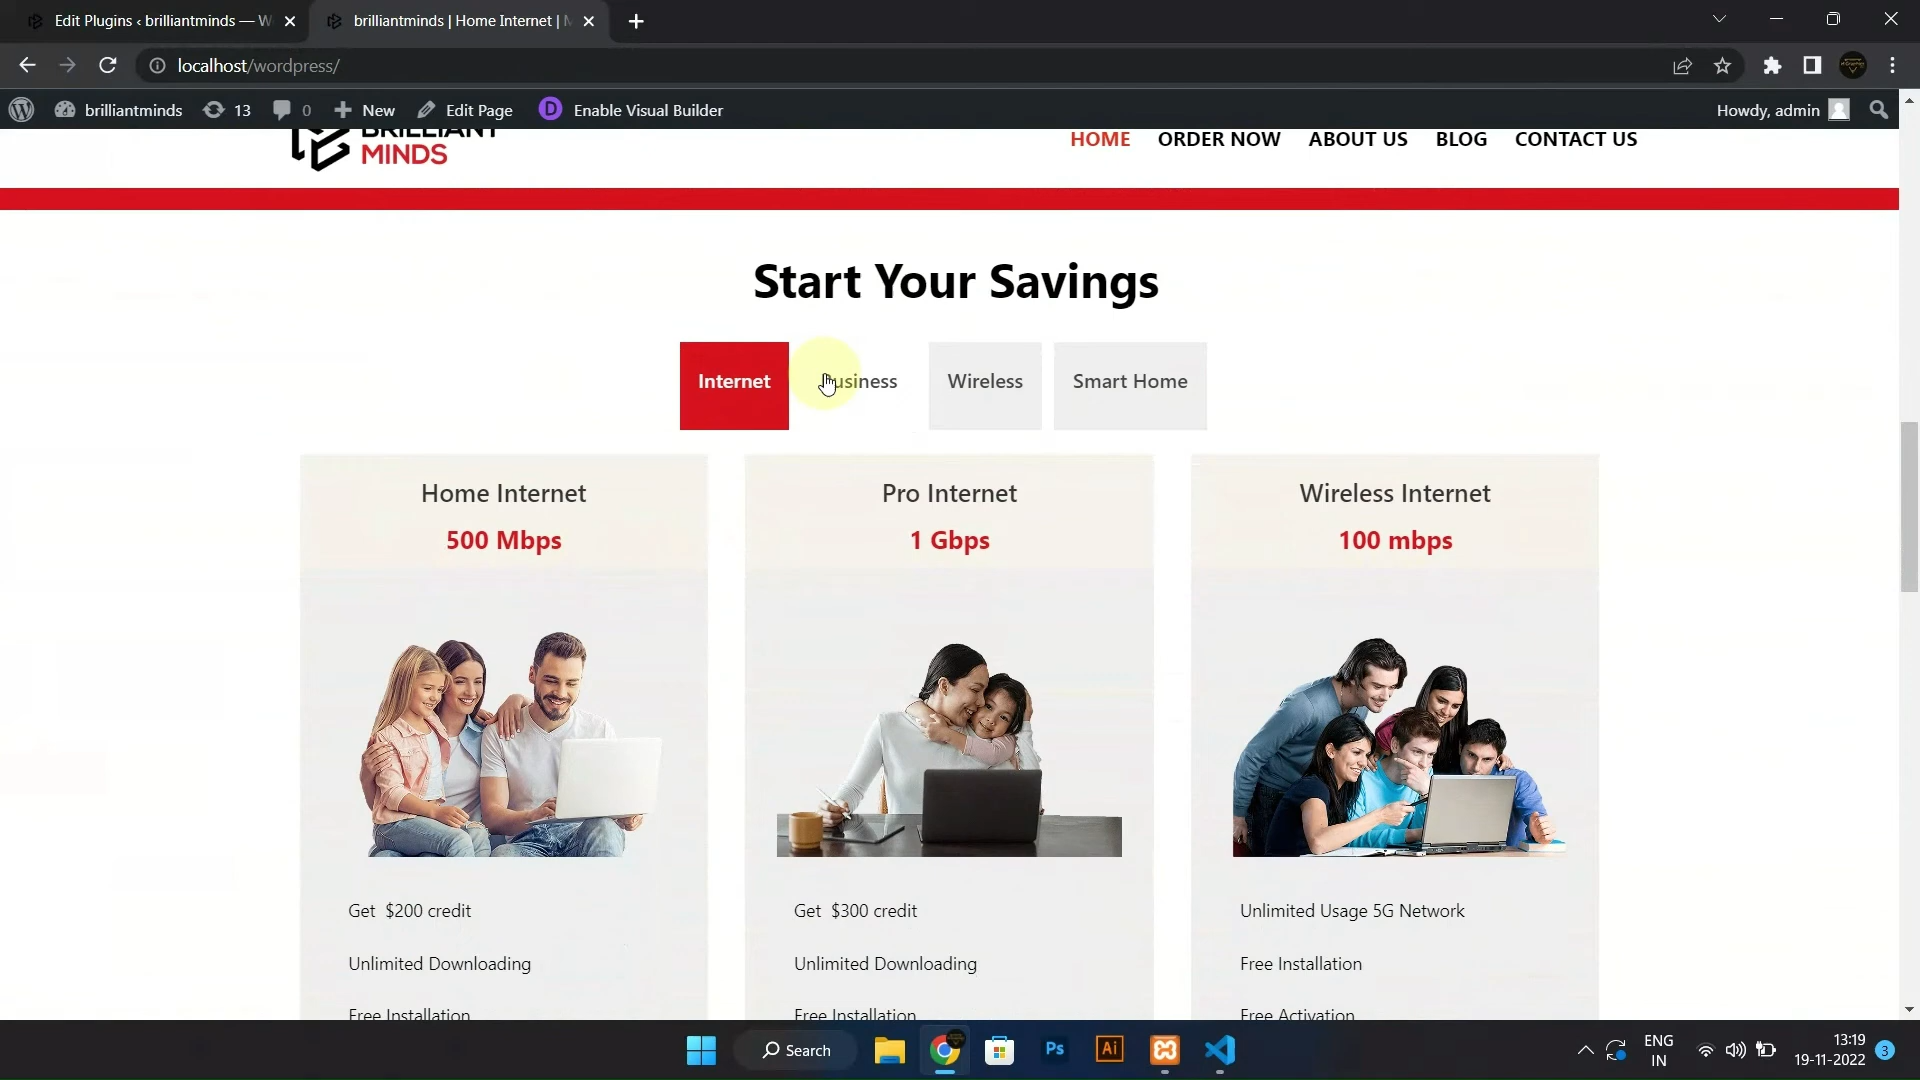 Edit Plugins ‹ brilliantminds — W
brilliantminds | Home Internet |
localhost/wordpress/
brilliantminds 13 0 New Edit Page D Enable Visual Builder Howdy, admin
BRILLIANT
MINDS
HOME ORDER NOW ABOUT US BLOG CONTACT US
Start Your Savings
Internet Business Wireless Smart Home
Home Internet
500 Mbps
Get $200 credit
Unlimited Downloading
Free Installation
Pro Internet
1 Gbps
Get $300 credit
Unlimited Downloading
Free Installation
Wireless Internet
100 mbps
Unlimited Usage 5G Network
Free Installation
Free Activation
Search
Ps
Ai
ENG
IN
13:19
19-11-2022
3